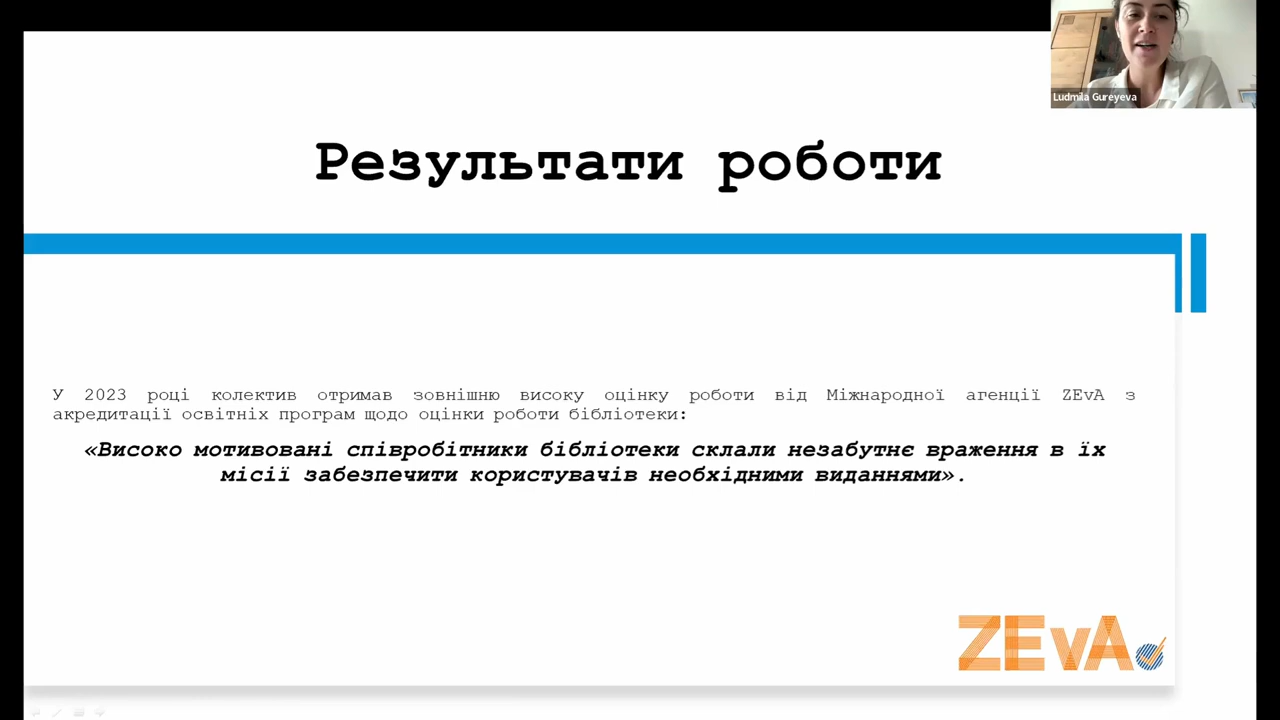 Ludmila Gureyeva
Результати роботи
У 2023 році колектив отримав зовнішню високу оцінку роботи від Міжнародної агенції ZEvA з
акредитації освітніх програм щодо оцінки роботи бібліотеки:
«Високо мотивовані співробітники бібліотеки склали незабутнє враження в їх
місії забезпечити користувачів необхідними виданнями».
ZEvA